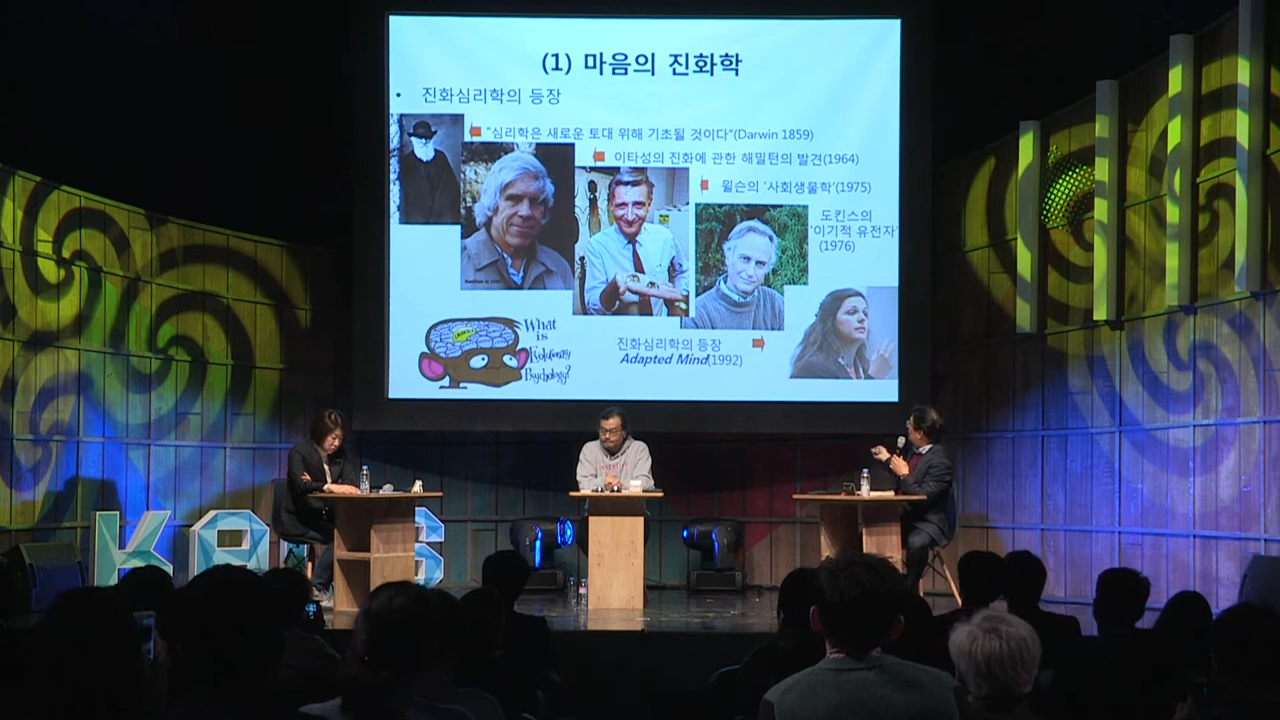 (1) 마음의 진화학
• 진화심리학의 등장
"심리학은 새로운 토대 위해 기초될 것이다"(Darwin 1859)
이타성의 진화에 관한 해밀턴의 발견(1964)
윌슨의 '사회생물학'(1975)
도킨스의
'이기적 유전자'
(1976)
진화심리학의 등장
Adapted Mind(1992)
What
is
Evolutionary
Psychology?